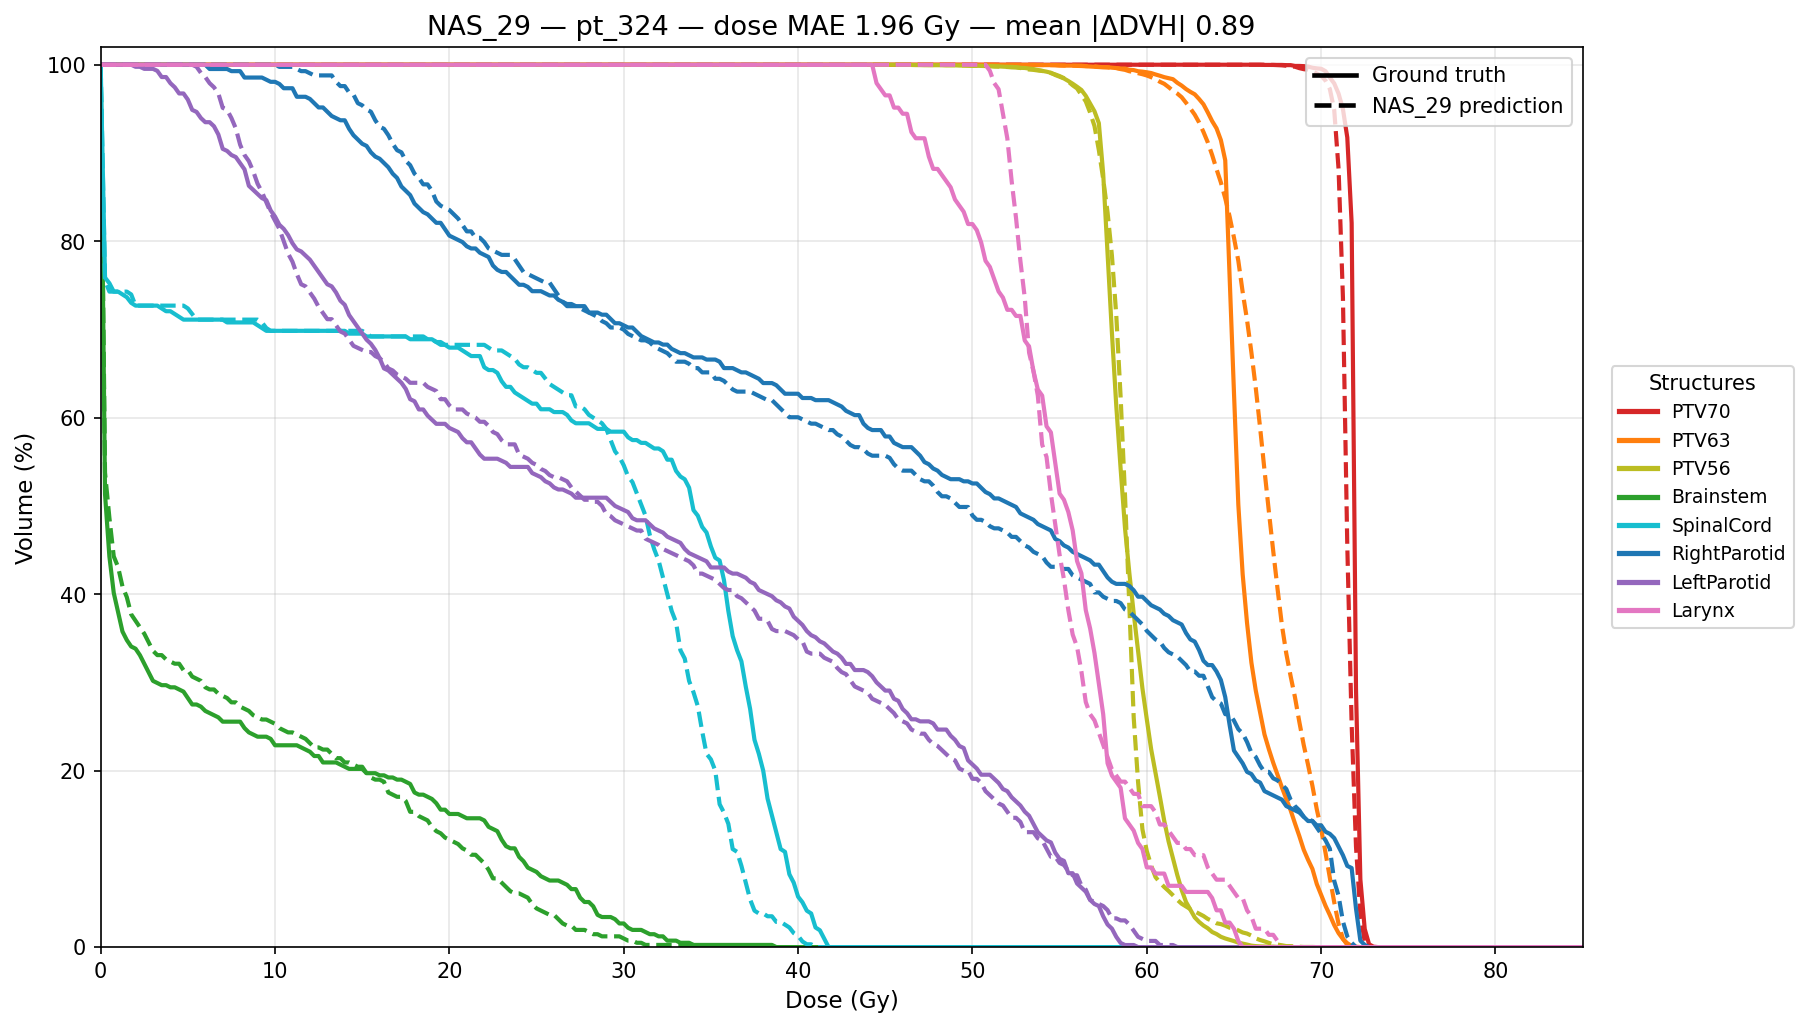 NAS_29 — pt_324 — dose MAE 1.96 Gy — mean |ΔDVH| 0.89
Ground truth
NAS_29 prediction
Volume (%)
100
80
60
40
20
0
0 10 20 30 40 50 60 70 80
Dose (Gy)
Structures
PTV70
PTV63
PTV56
Brainstem
SpinalCord
RightParotid
LeftParotid
Larynx